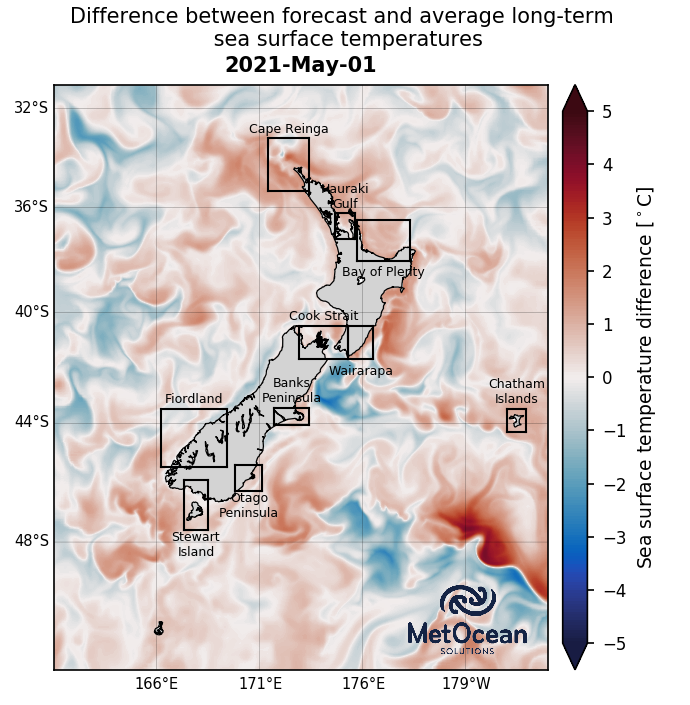 Difference between forecast and average long-term
sea surface temperatures
2021-May-01
32°S
36°S
40°S
44°S
48°S
166°E
171°E
176°E
179°W
Cape Reinga
Hauraki
Gulf
Bay of Plenty
Cook Strait
Wairarapa
Banks
Peninsula
Fiordland
Chatham
Islands
Otago
Peninsula
Stewart
Island
MetOcean
SOLUTIONS
5
4
3
2
1
0
−1
−2
−3
−4
−5
Sea surface temperature difference [°C]